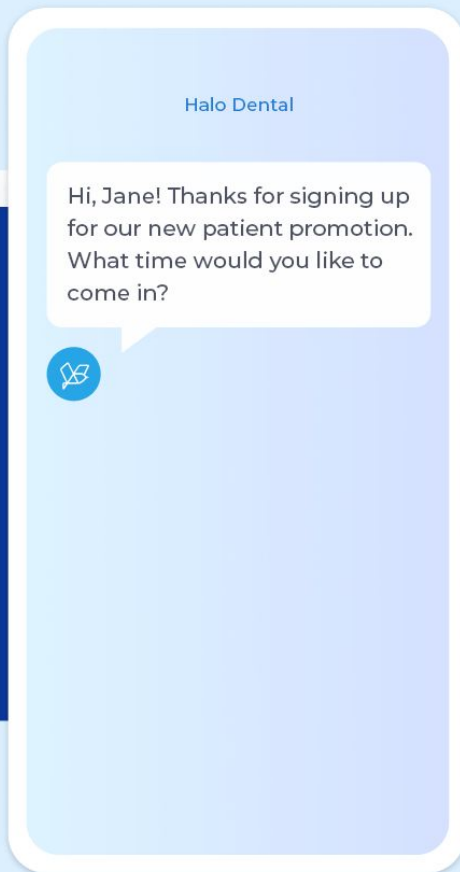 Halo Dental
Hi, Jane! Thanks for signing up
for our new patient promotion.
What time would you like to
come in?